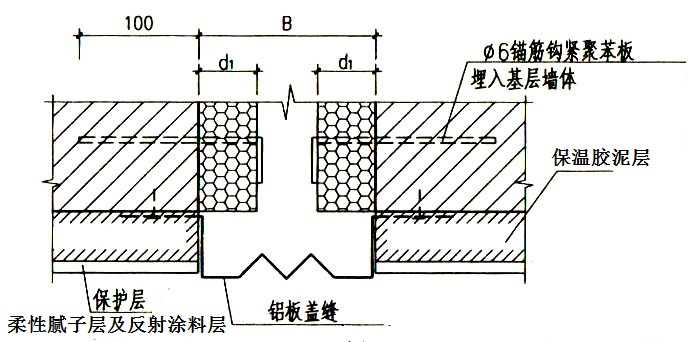 100
B
d1
d1
ø6锚筋钩紧聚苯板
埋入基层墙体
保温胶泥层
保护层
柔性腻子层及反射涂料层
铝板盖缝